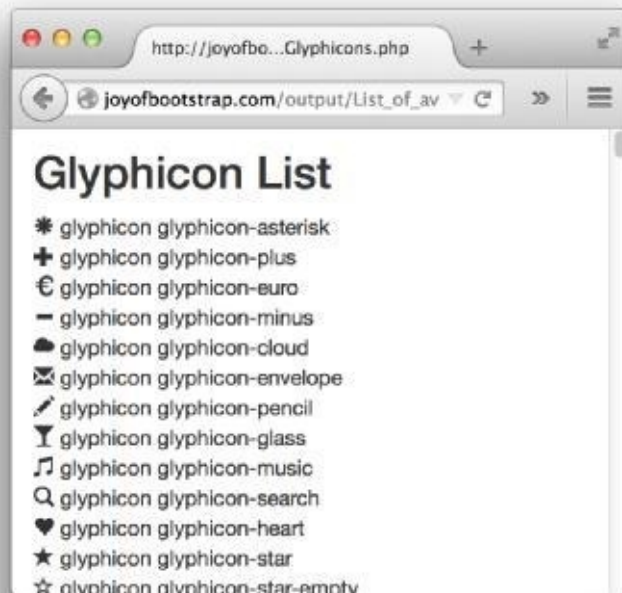 http://joyofbo...Glyphicons.php
joyofbootstrap.com/output/List_of_av
Glyphicon List
glyphicon glyphicon-asterisk
glyphicon glyphicon-plus
€ glyphicon glyphicon-euro
glyphicon glyphicon-minus
glyphicon glyphicon-cloud
glyphicon glyphicon-envelope
glyphicon glyphicon-pencil
glyphicon glyphicon-glass
glyphicon glyphicon-music
glyphicon glyphicon-search
glyphicon glyphicon-heart
glyphicon glyphicon-star
glyphicon glyphicon-star-empty